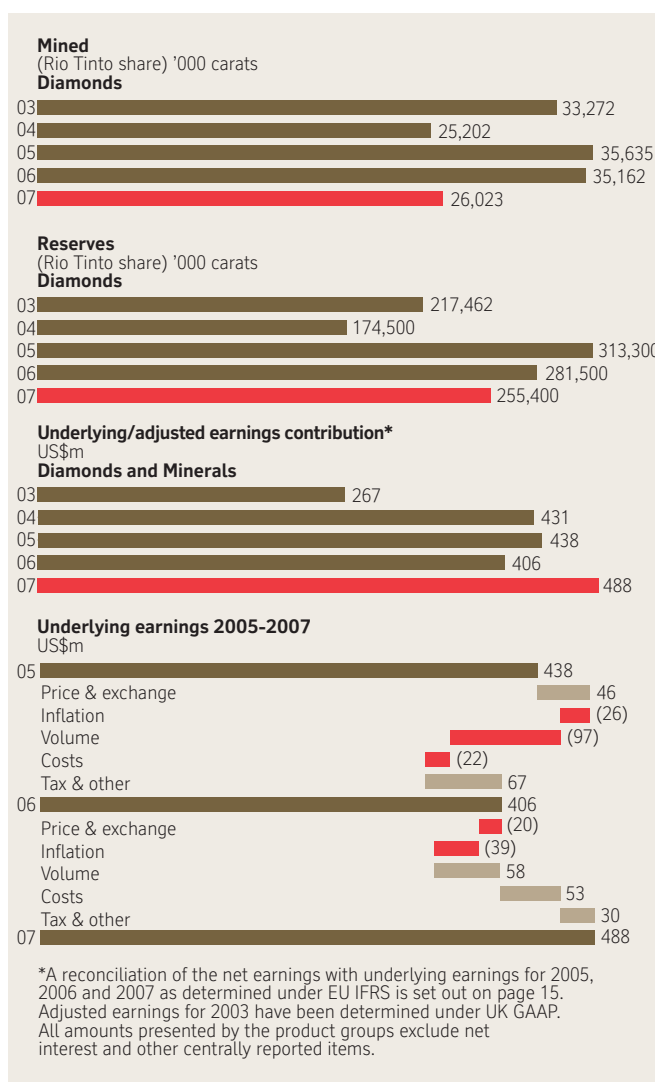 Mined
(Rio Tinto share) ’000 carats
Diamonds
03 33,272
04 25,202
05 35,635
06 35,162
07 26,023
Reserves
(Rio Tinto share) ’000 carats
Diamonds
03 217,462
04 174,500
05 313,300
06 281,500
07 255,400
Underlying/adjusted earnings contribution*
US$m
Diamonds and Minerals
03 267
04 431
05 438
06 406
07 488
Underlying earnings 2005-2007
US$m
05 438
Price & exchange 46
Inflation (26)
Volume (97)
Costs (22)
Tax & other 67
06 406
Price & exchange (20)
Inflation (39)
Volume 58
Costs 53
Tax & other 30
07 488
*A reconciliation of the net earnings with underlying earnings for 2005,
2006 and 2007 as determined under EU IFRS is set out on page 15.
Adjusted earnings for 2003 have been determined under UK GAAP.
All amounts presented by the product groups exclude net
interest and other centrally reported items.